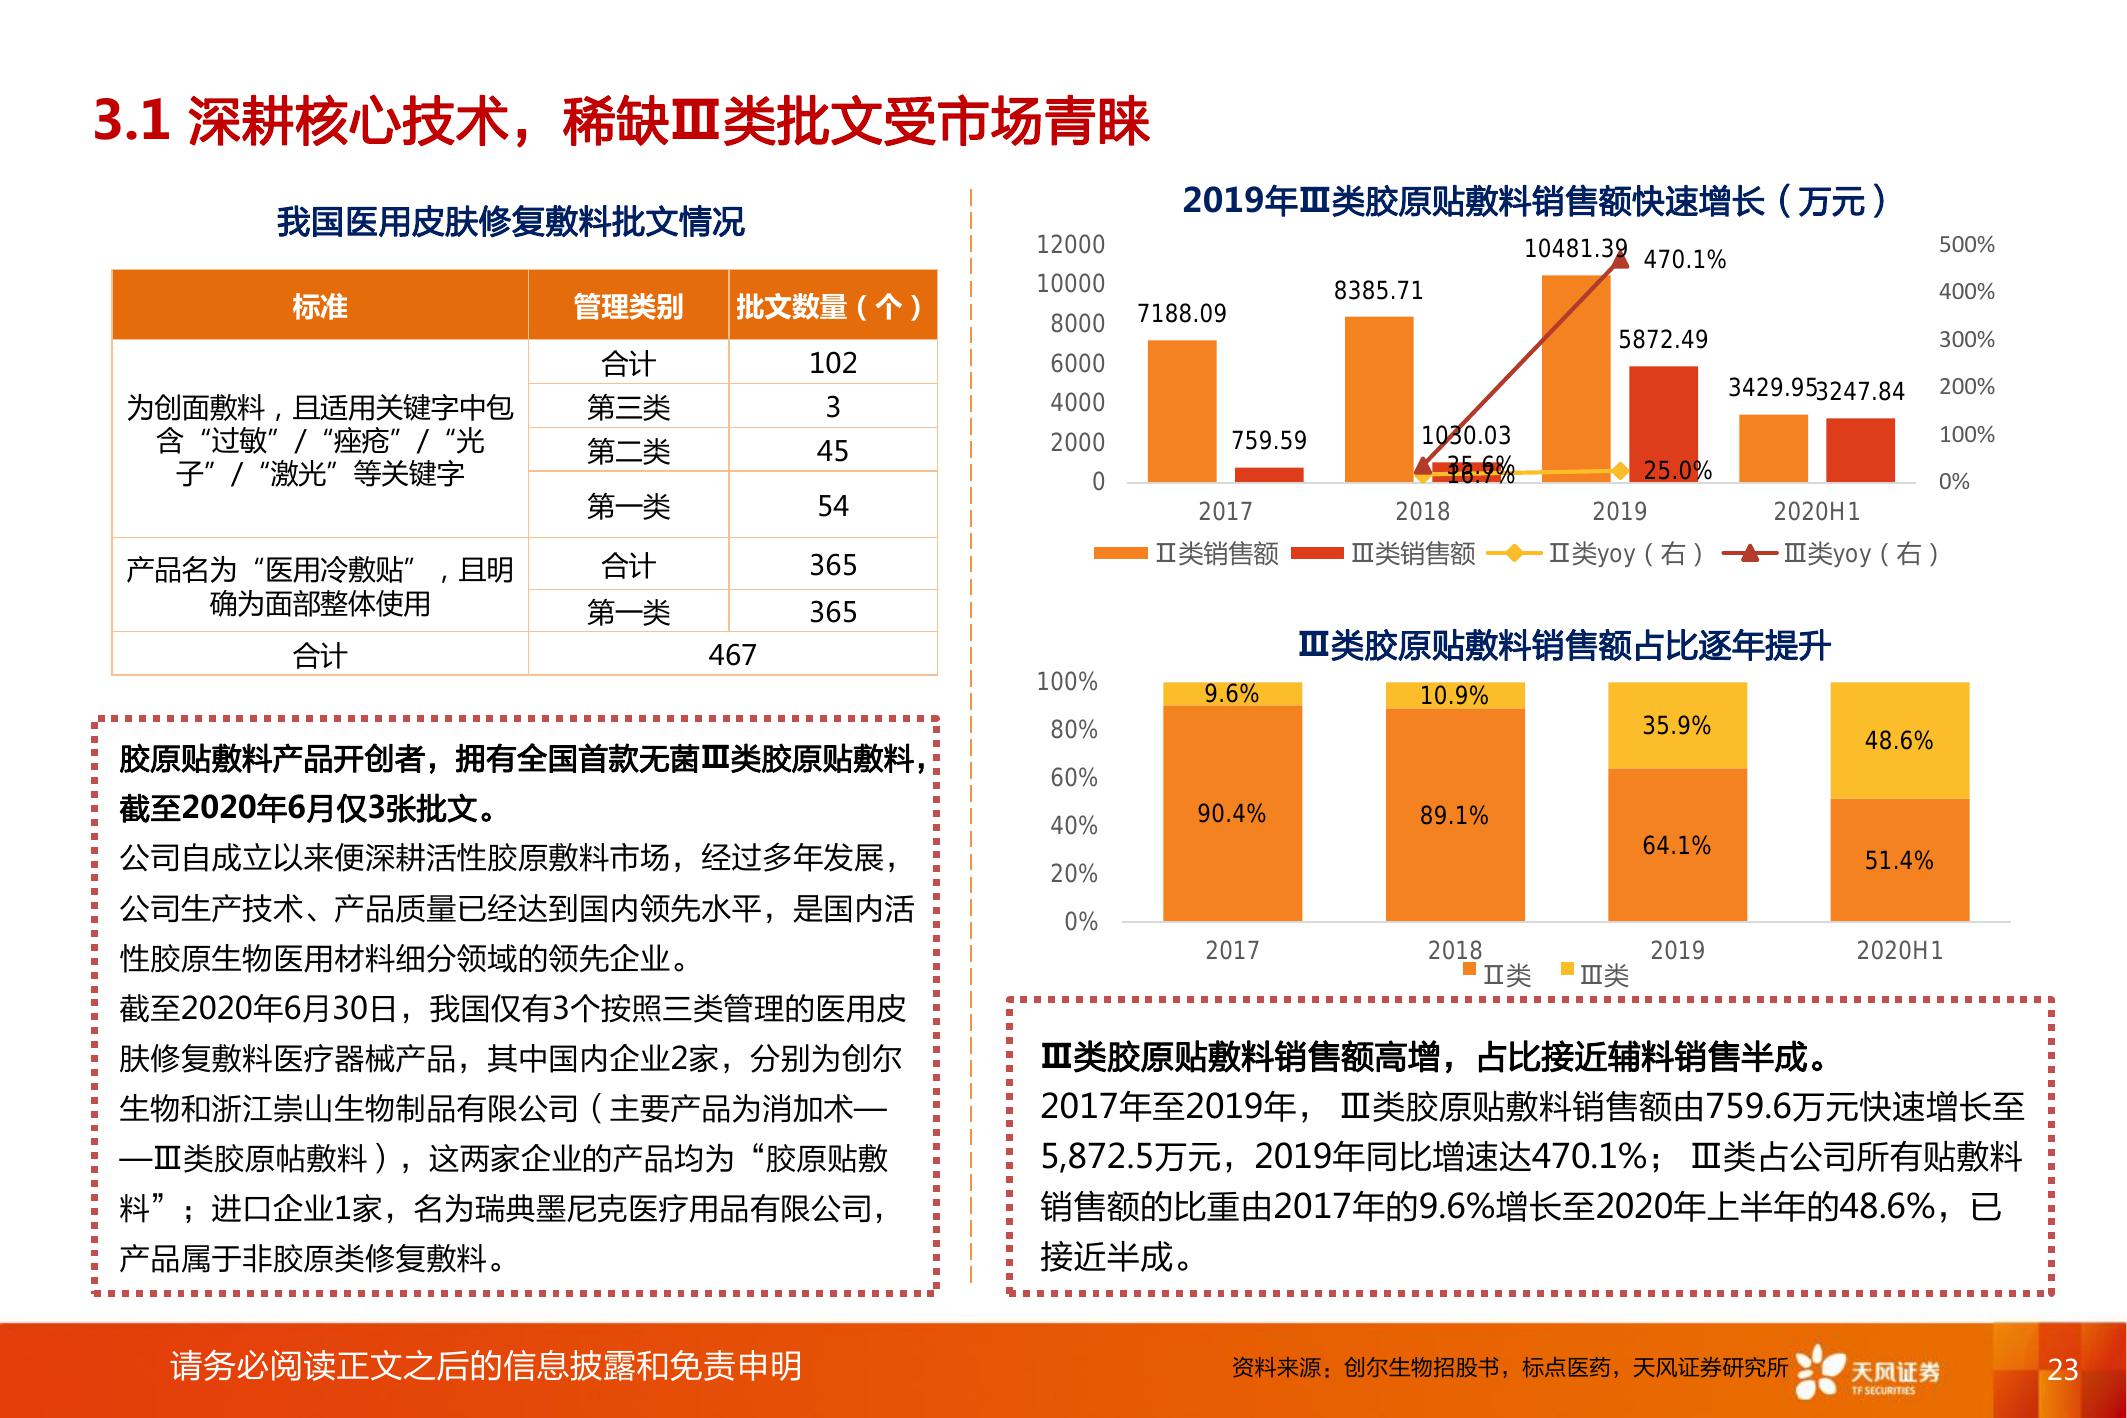 3.1 深耕核心技术，稀缺Ⅲ类批文受市场青睐
我国医用皮肤修复敷料批文情况
标准 管理类别 批文数量（个）
为创面敷料，且适用关键字中包
含“过敏”/“痤疮”/“光
子”/“激光”等关键字
合计 102
第三类 3
第二类 45
第一类 54
产品名为“医用冷敷贴”，且明
确为面部整体使用
合计 365
第一类 365
合计 467
胶原贴敷料产品开创者，拥有全国首款无菌Ⅲ类胶原贴敷料，
截至2020年6月仅3张批文。
公司自成立以来便深耕活性胶原敷料市场，经过多年发展，
公司生产技术、产品质量已经达到国内领先水平，是国内活
性胶原生物医用材料细分领域的领先企业。
截至2020年6月30日，我国仅有3个按照三类管理的医用皮
肤修复敷料医疗器械产品，其中国内企业2家，分别为创尔
生物和浙江崇山生物制品有限公司（主要产品为消加术—
—Ⅲ类胶原帖敷料），这两家企业的产品均为“胶原贴敷
料”；进口企业1家，名为瑞典墨尼克医疗用品有限公司，
产品属于非胶原类修复敷料。
2019年Ⅲ类胶原贴敷料销售额快速增长（万元）
12000
10000
8000
6000
4000
2000
0
500%
400%
300%
200%
100%
0%
7188.09
759.59
8385.71
1030.03
35.6%
16.7%
10481.39
470.1%
5872.49
25.0%
3429.95
3247.84
2017 2018 2019 2020H1
Ⅱ类销售额 Ⅲ类销售额 Ⅱ类yoy（右） Ⅲ类yoy（右）
Ⅲ类胶原贴敷料销售额占比逐年提升
100%
80%
60%
40%
20%
0%
9.6% 10.9% 35.9% 48.6%
90.4% 89.1% 64.1% 51.4%
2017 2018 2019 2020H1
Ⅱ类 Ⅲ类
Ⅲ类胶原贴敷料销售额高增，占比接近辅料销售半成。
2017年至2019年， Ⅲ类胶原贴敷料销售额由759.6万元快速增长至
5,872.5万元，2019年同比增速达470.1%； Ⅲ类占公司所有贴敷料
销售额的比重由2017年的9.6%增长至2020年上半年的48.6%，已
接近半成。
请务必阅读正文之后的信息披露和免责申明
资料来源：创尔生物招股书，标点医药，天风证券研究所
天风证券
TF SECURITIES
23